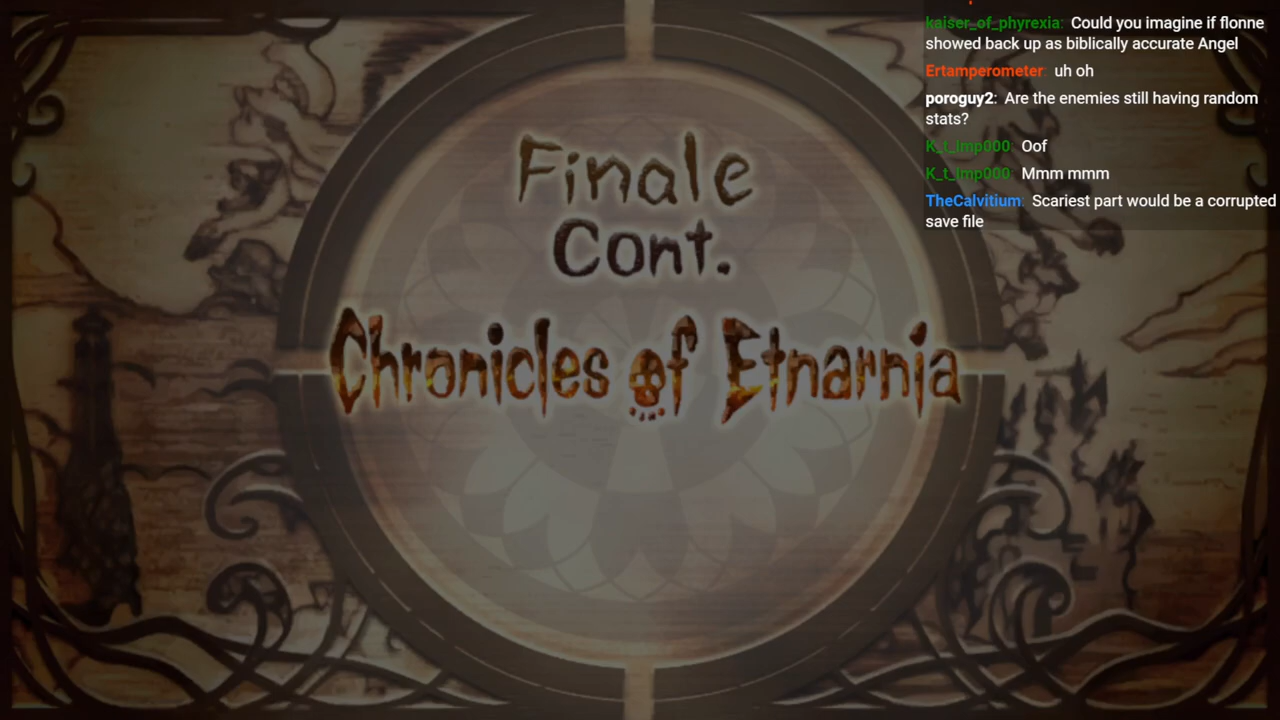 Finale
Cont.
Chronicles of Etnarnia
kaiser_of_phyrexia: Could you imagine if flonne
showed back up as biblically accurate Angel
Ertamperometer: uh oh
poroguy2: Are the enemies still having random
stats?
K_t_Imp000: Oof
K_t_Imp000: Mmm mmm
TheCalvitium: Scariest part would be a corrupted
save file